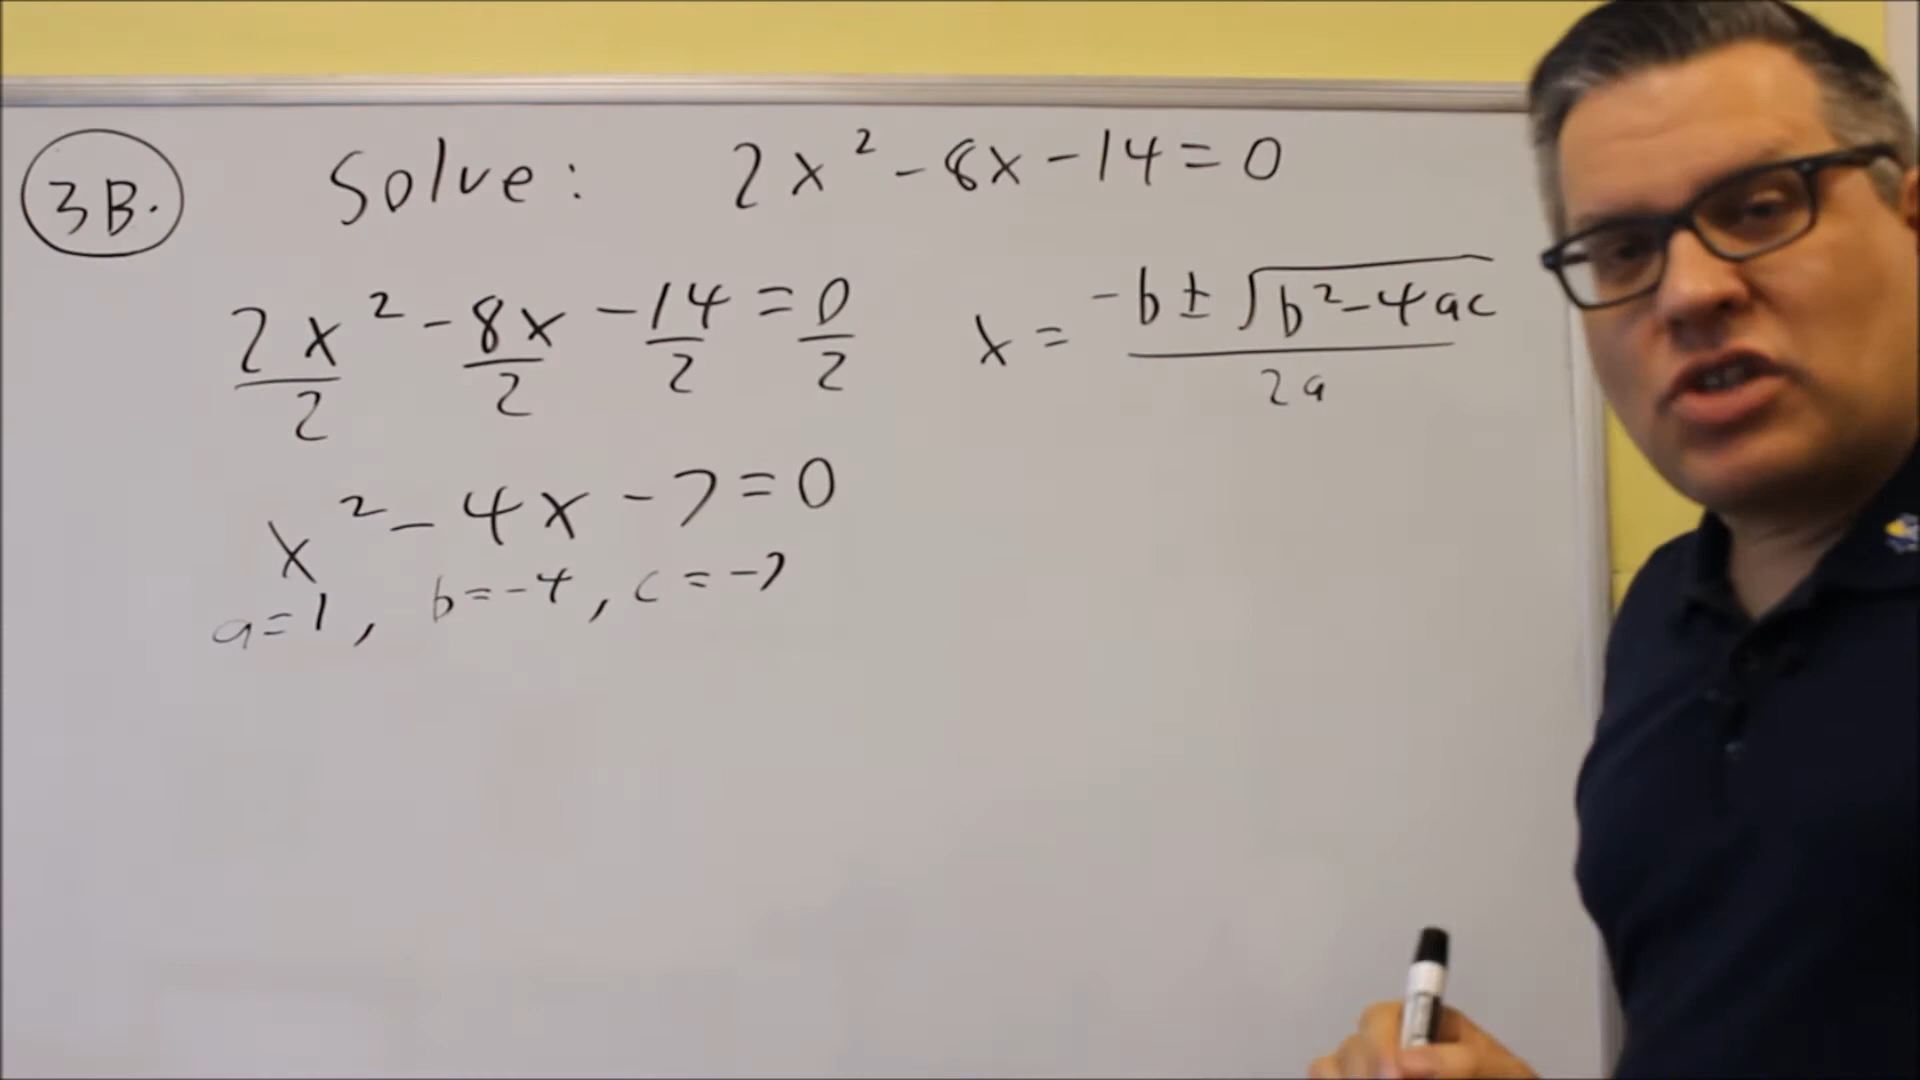 3B.
Solve: 2x² - 8x - 14 = 0
2x²/2 - 8x/2 - 14/2 = 0/2
x = -b ± √(b² - 4ac) / 2a
x² - 4x - 7 = 0
a = 1, b = -4, c = -7